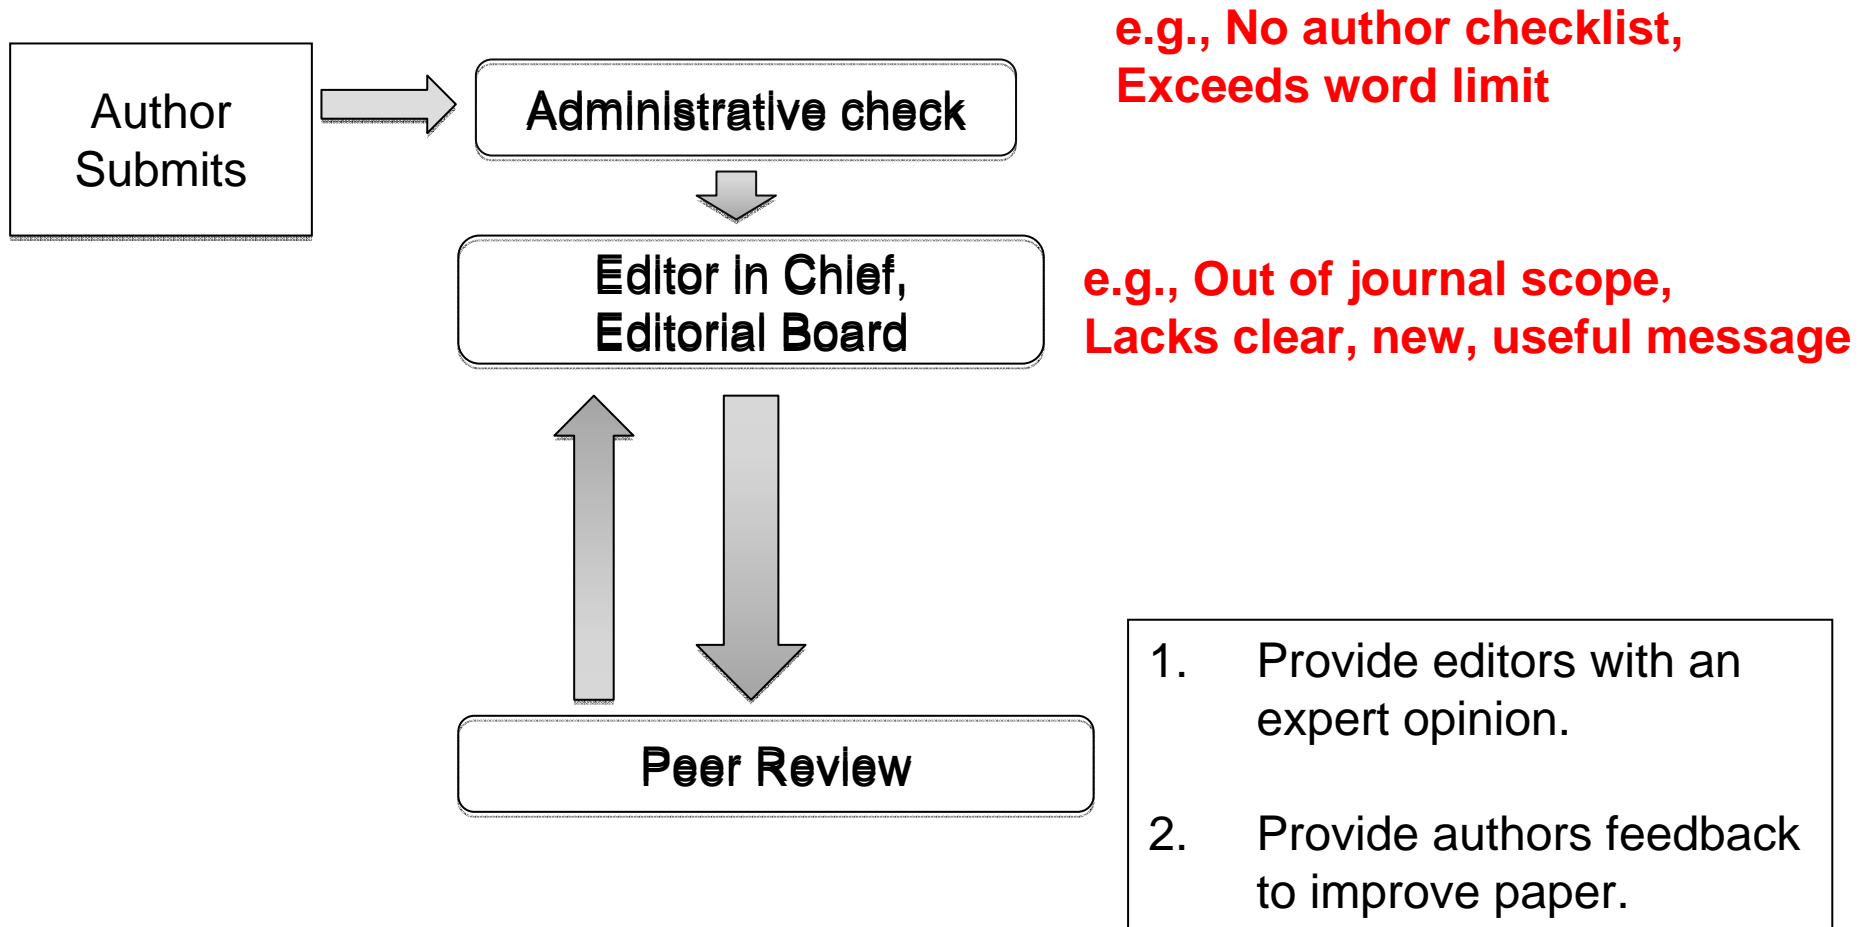 Author
Submits
Administrative check
e.g., No author checklist,
Exceeds word limit
Editor in Chief,
Editorial Board
e.g., Out of journal scope,
Lacks clear, new, useful message
Peer Review
1. Provide editors with an
expert opinion.
2. Provide authors feedback
to improve paper.